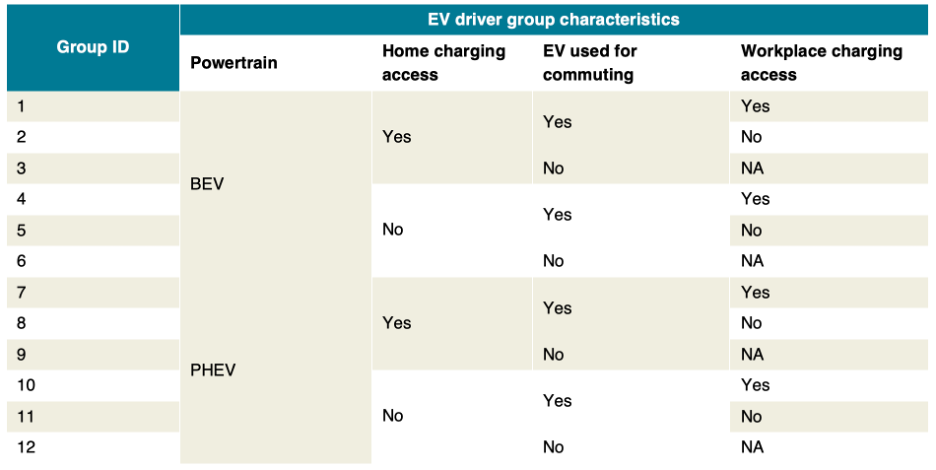 EV driver group characteristics
Group ID
Powertrain
Home charging
access
EV used for
commuting
Workplace charging
access
1
BEV
Yes
Yes
Yes
2
No
3
No
NA
4
No
Yes
Yes
5
No
6
No
NA
7
PHEV
Yes
Yes
Yes
8
No
9
No
NA
10
No
Yes
Yes
11
No
12
No
NA